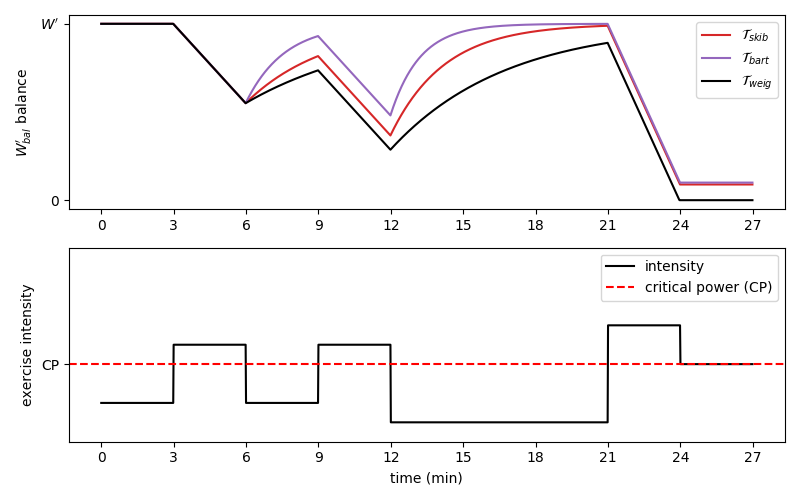 W′
W′bal balance
0
𝒯skib
𝒯bart
𝒯weig
0 3 6 9 12 15 18 21 24 27
exercise intensity
CP
intensity
critical power (CP)
0 3 6 9 12 15 18 21 24 27
time (min)